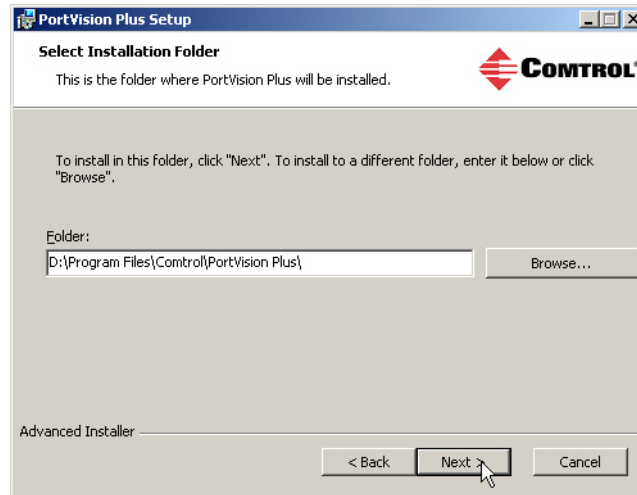 PortVision Plus Setup
Select Installation Folder
This is the folder where PortVision Plus will be installed.
COMTROL®
To install in this folder, click "Next". To install to a different folder, enter it below or click
"Browse".
Folder:
D:\Program Files\Comtrol\PortVision Plus\
Browse...
Advanced Installer
< Back
Next >
Cancel